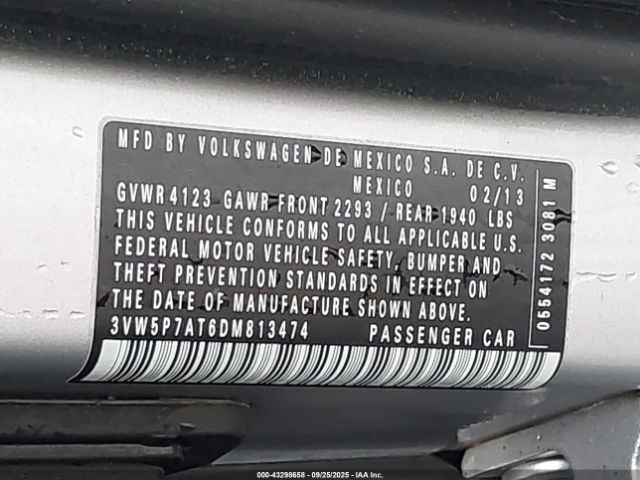 MFD BY VOLKSWAGEN DE MEXICO S.A. DE C.V.
MEXICO 02/13
GVWR 4123 GAWR FRONT 2293 / REAR 1940 LBS
THIS VEHICLE CONFORMS TO ALL APPLICABLE U.S.
FEDERAL MOTOR VEHICLE SAFETY, BUMPER AND
THEFT PREVENTION STANDARDS IN EFFECT ON
THE DATE OF MANUFACTURE SHOWN ABOVE.
3VW5P7AT6DM813474 PASSENGER CAR
0554172 3081 M
000-43298658 - 09/25/2025 - IAAI Inc.